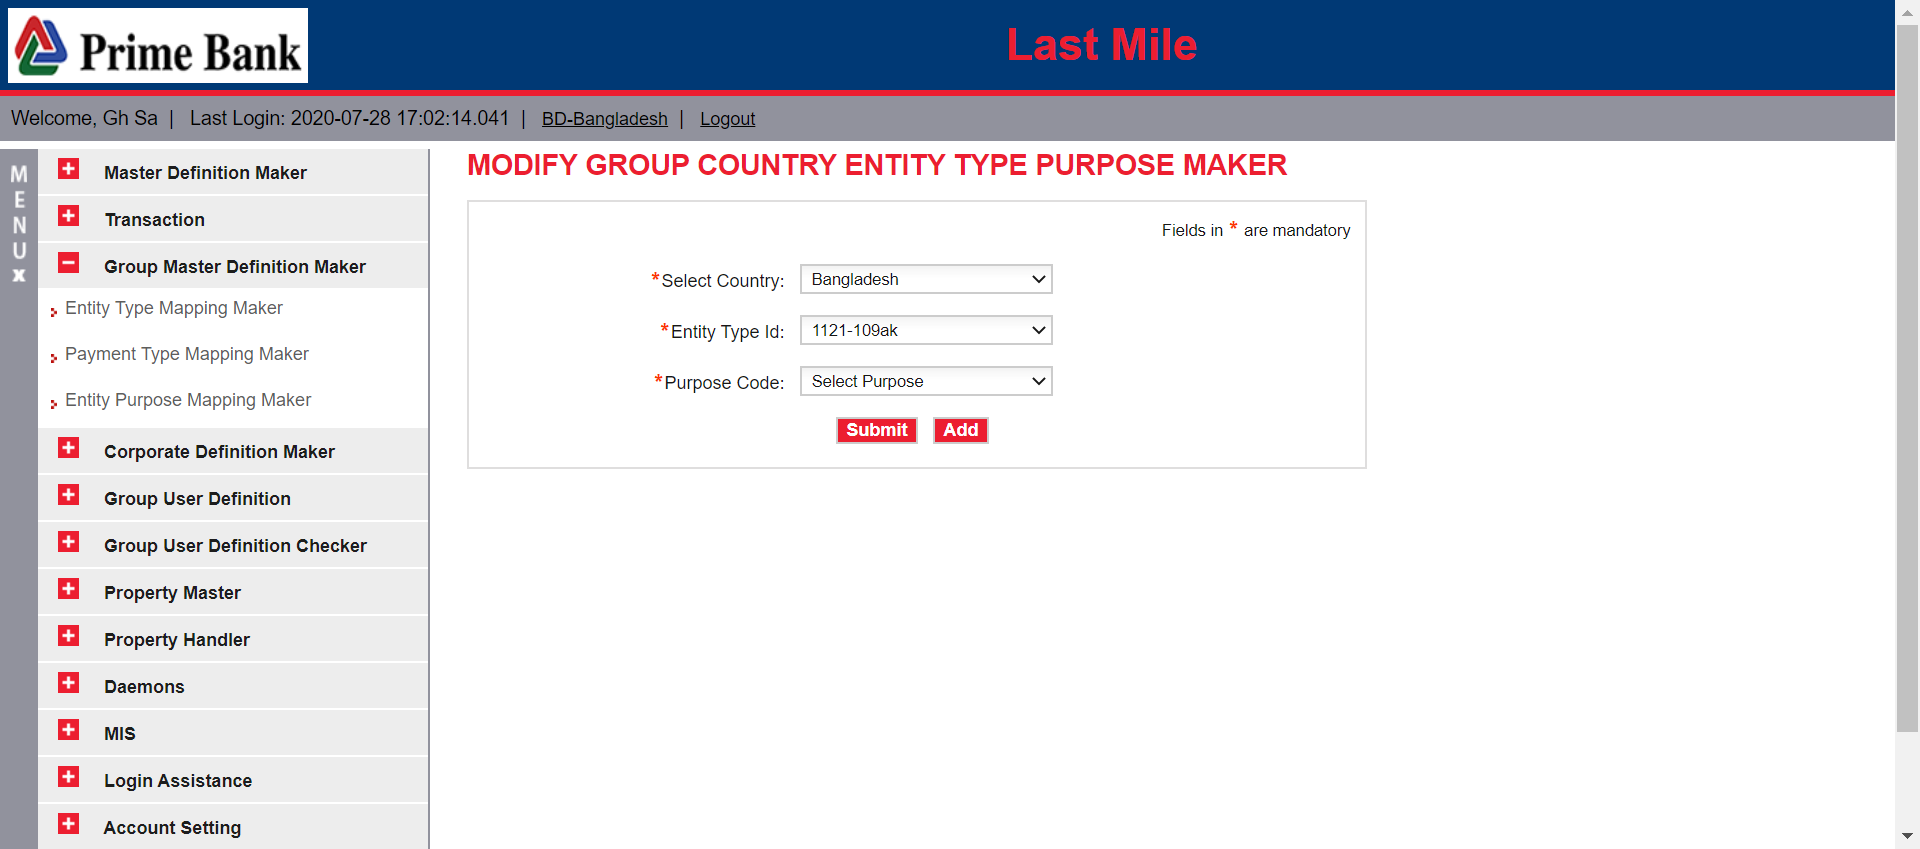 Prime Bank
Last Mile
Welcome, Gh Sa | Last Login: 2020-07-28 17:02:14.041 | BD-Bangladesh | Logout
MENU x
Master Definition Maker
Transaction
Group Master Definition Maker
Entity Type Mapping Maker
Payment Type Mapping Maker
Entity Purpose Mapping Maker
Corporate Definition Maker
Group User Definition
Group User Definition Checker
Property Master
Property Handler
Daemons
MIS
Login Assistance
Account Setting
MODIFY GROUP COUNTRY ENTITY TYPE PURPOSE MAKER
Fields in * are mandatory
*Select Country: Bangladesh
*Entity Type Id: 1121-109ak
*Purpose Code: Select Purpose
Submit Add